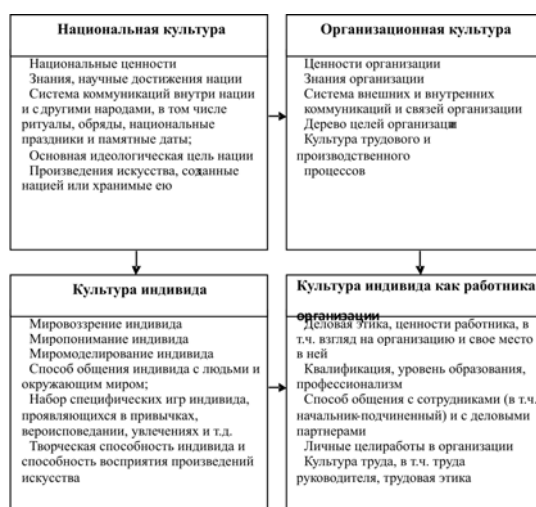 Национальная культура
Национальные ценности
Знания, научные достижения нации
Система коммуникаций внутри нации
и с другими народами, в том числе
ритуалы, обряды, национальные
праздники и памятные даты;
Основная идеологическая цель нации
Произведения искусства, созданные
нацией или хранимые ею
Организационная культура
Ценности организации
Знания организации
Система внешних и внутренних
коммуникаций и связей организации
Дерево целей организации
Культура трудового и
производственного
процессов
Культура индивида
Мировоззрение индивида
Миропонимание индивида
Миромоделирование индивида
Способ общения индивида с людьми и
окружающим миром;
Набор специфических игр индивида,
проявляющихся в привычках,
вероисповедании, увлечениях и т.д.
Творческая способность индивида и
способность восприятия произведений
искусства
Культура индивида как работника
организации
Деловая этика, ценности работника, в
т.ч. взгляд на организацию и свое место
в ней
Квалификация, уровень образования,
профессионализм
Способ общения с сотрудниками (в т.ч.
начальник-подчиненный) и с деловыми
партнерами
Личные целиработы в организации
Культура труда, в т.ч. труда
руководителя, трудовая этика